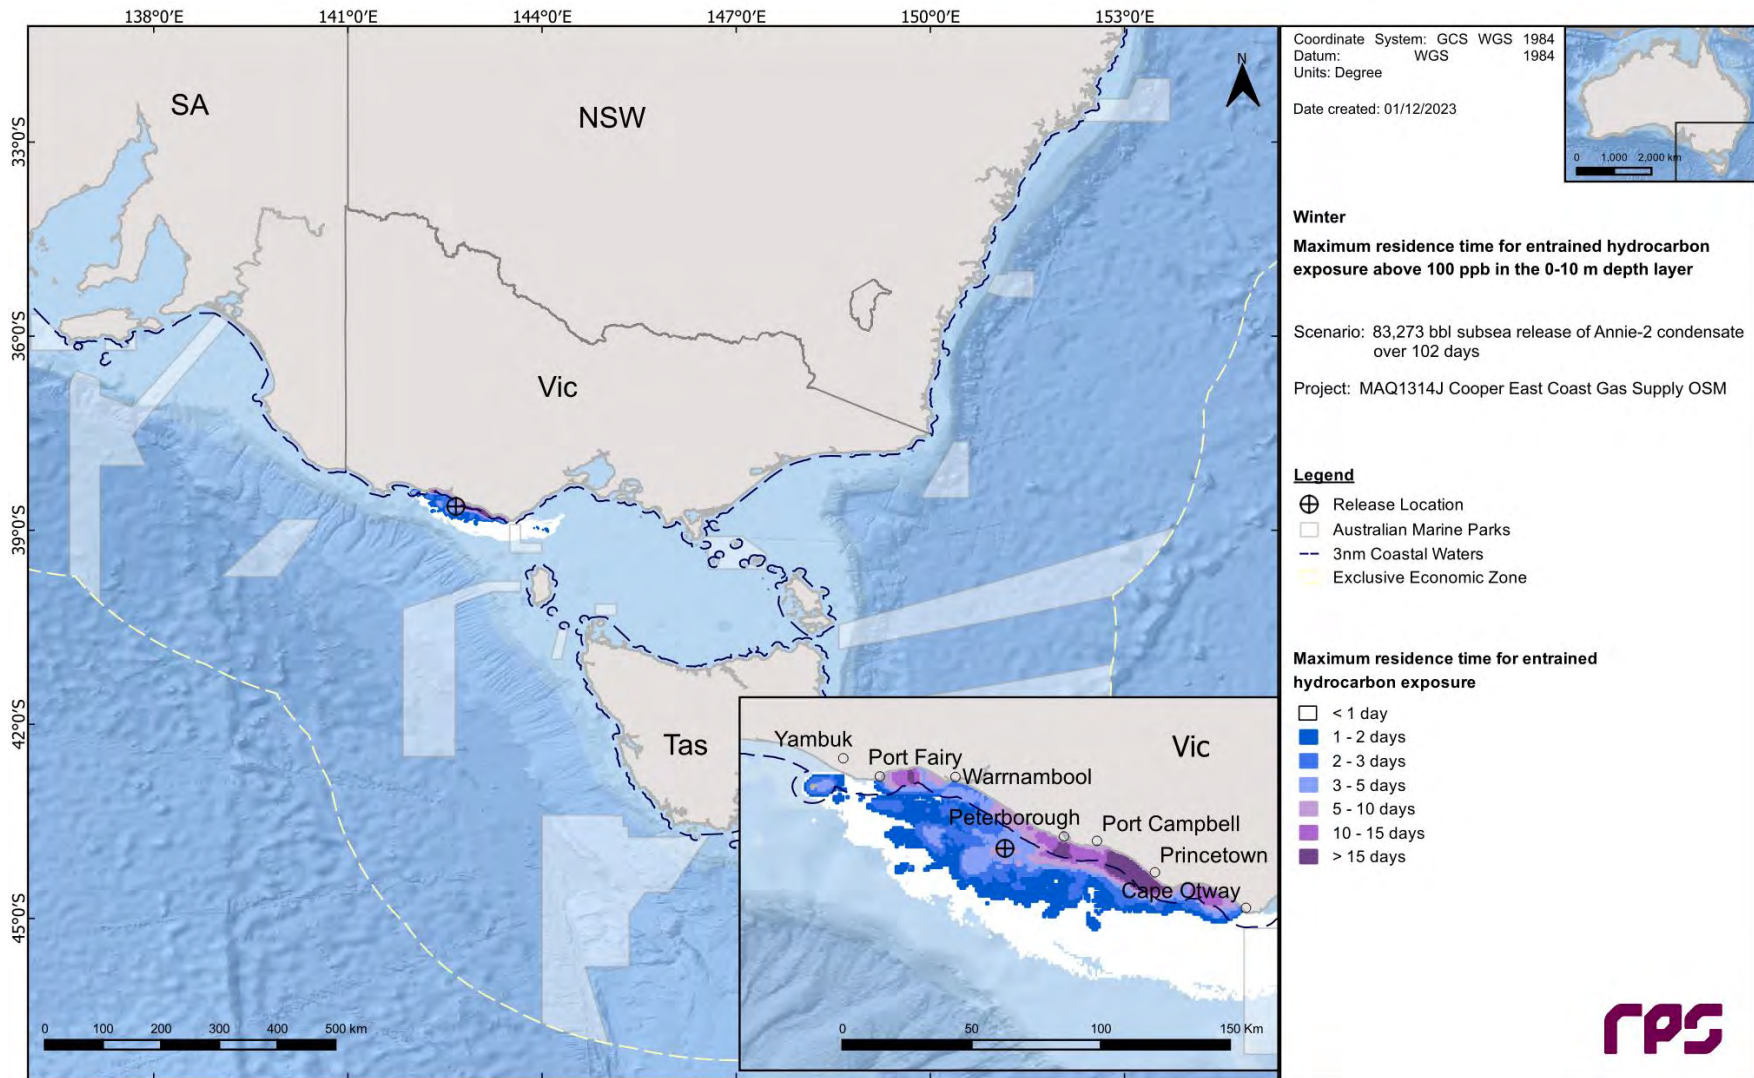 138°0'E
141°0'E
144°0'E
147°0'E
150°0'E
153°0'E
33°0'S
36°0'S
39°0'S
42°0'S
45°0'S
SA
NSW
Vic
Tas
N
0 100 200 300 400 500 km
Yambuk
Port Fairy
Warrnambool
Vic
Peterborough
Port Campbell
Princetown
Cape Otway
0 50 100 150 Km
Coordinate System: GCS WGS 1984
Datum: WGS 1984
Units: Degree
Date created: 01/12/2023
0 1,000 2,000 km
Winter
Maximum residence time for entrained hydrocarbon
exposure above 100 ppb in the 0-10 m depth layer
Scenario: 83,273 bbl subsea release of Annie-2 condensate
over 102 days
Project: MAQ1314J Cooper East Coast Gas Supply OSM
Legend
Release Location
Australian Marine Parks
3nm Coastal Waters
Exclusive Economic Zone
Maximum residence time for entrained
hydrocarbon exposure
< 1 day
1 - 2 days
2 - 3 days
3 - 5 days
5 - 10 days
10 - 15 days
> 15 days
rps